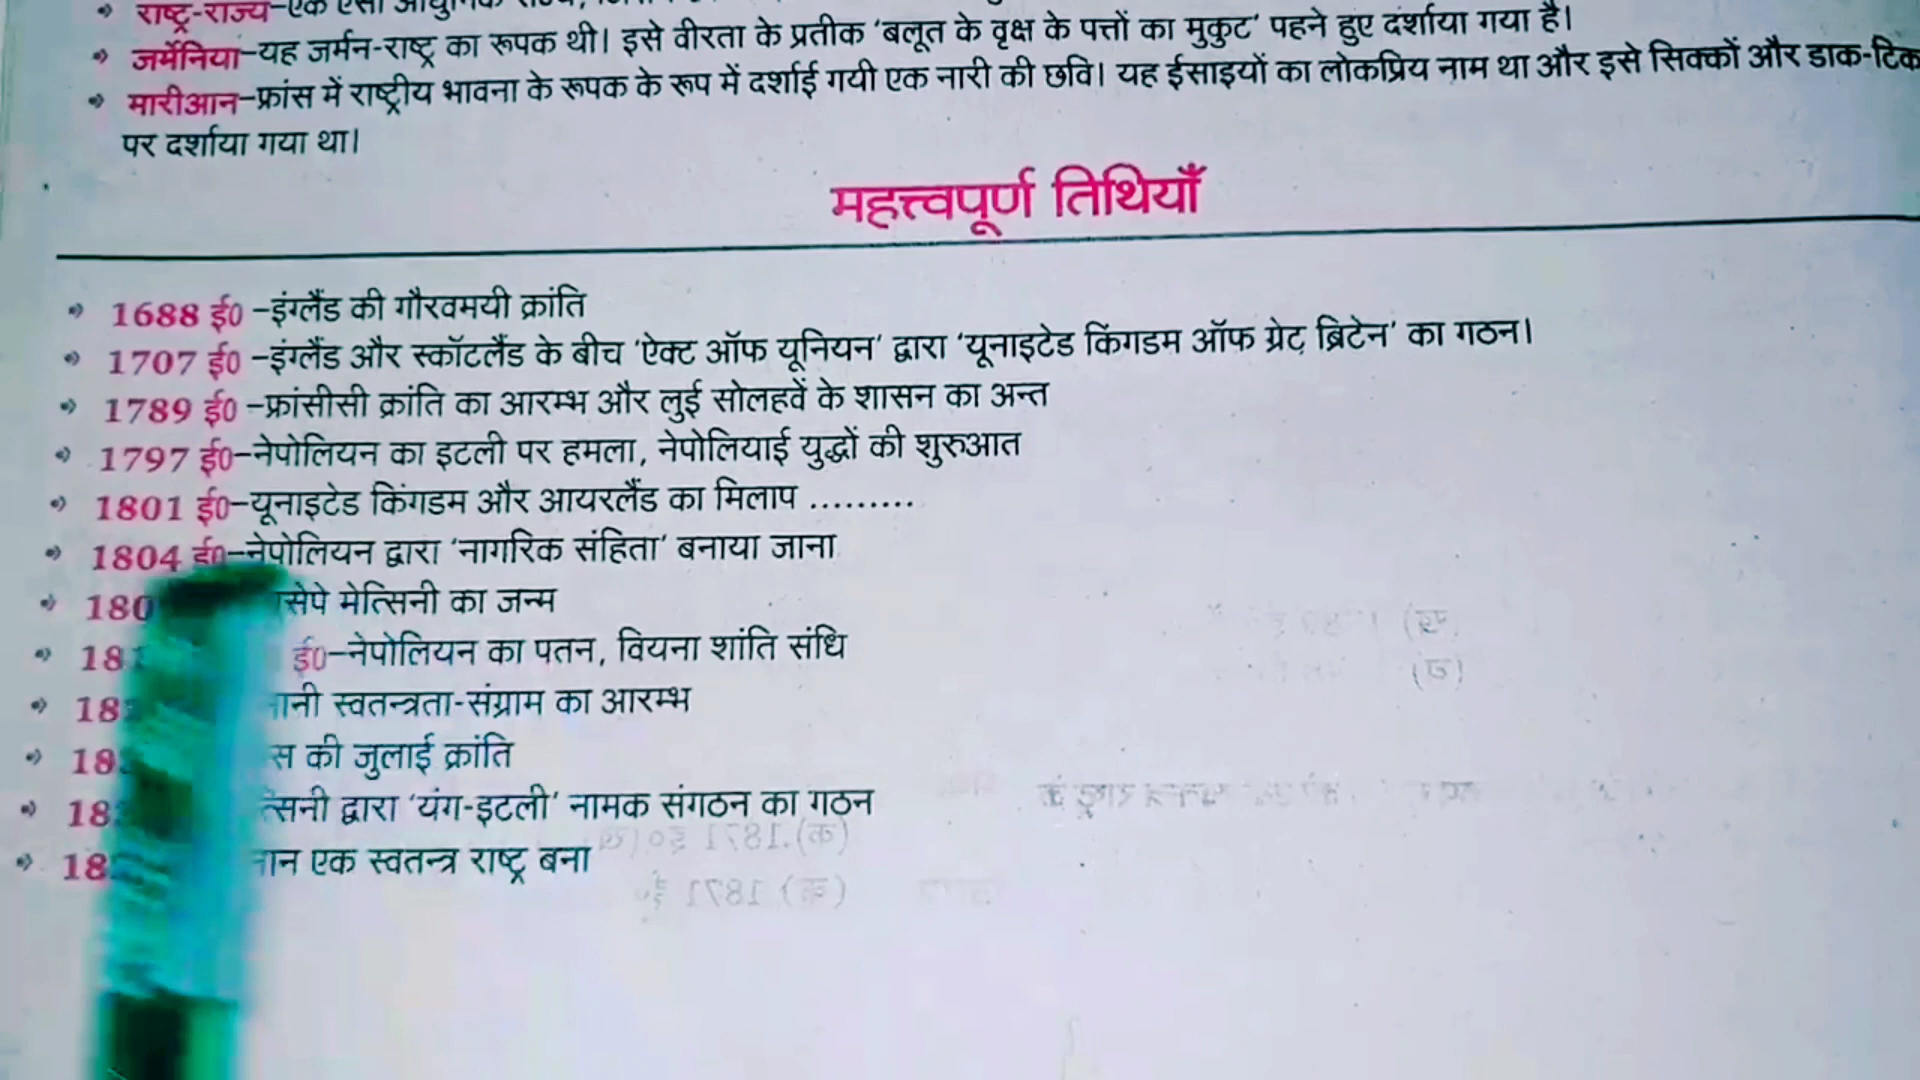 राष्ट्र-राज्य-एक ऐसा
जर्मेनिया-यह जर्मन-राष्ट्र का रूपक थी। इसे वीरता के प्रतीक ‘बलूत के वृक्ष के पत्तों का मुकुट’ पहने हुए दर्शाया गया है।
मारीआन-फ्रांस में राष्ट्रीय भावना के रूपक के रूप में दर्शाई गयी एक नारी की छवि। यह ईसाइयों का लोकप्रिय नाम था और इसे सिक्कों और डाक-टिक
पर दर्शाया गया था।
महत्त्वपूर्ण तिथियाँ
1688 ई0 -इंग्लैंड की गौरवमयी क्रांति
1707 ई0 -इंग्लैंड और स्कॉटलैंड के बीच ‘ऐक्ट ऑफ यूनियन’ द्वारा ‘यूनाइटेड किंगडम ऑफ ग्रेट ब्रिटेन’ का गठन।
1789 ई0 -फ्रांसीसी क्रांति का आरम्भ और लुई सोलहवें के शासन का अन्त
1797 ई0-नेपोलियन का इटली पर हमला, नेपोलियाई युद्धों की शुरुआत
1801 ई0-यूनाइटेड किंगडम और आयरलैंड का मिलाप .........
1804 ई0-नेपोलियन द्वारा ‘नागरिक संहिता’ बनाया जाना
180 सेपे मेत्सिनी का जन्म
181 ई0-नेपोलियन का पतन, वियना शांति संधि
18 नानी स्वतन्त्रता-संग्राम का आरम्भ
18 स की जुलाई क्रांति
18 त्सिनी द्वारा ‘यंग-इटली’ नामक संगठन का गठन
18 नान एक स्वतन्त्र राष्ट्र बना